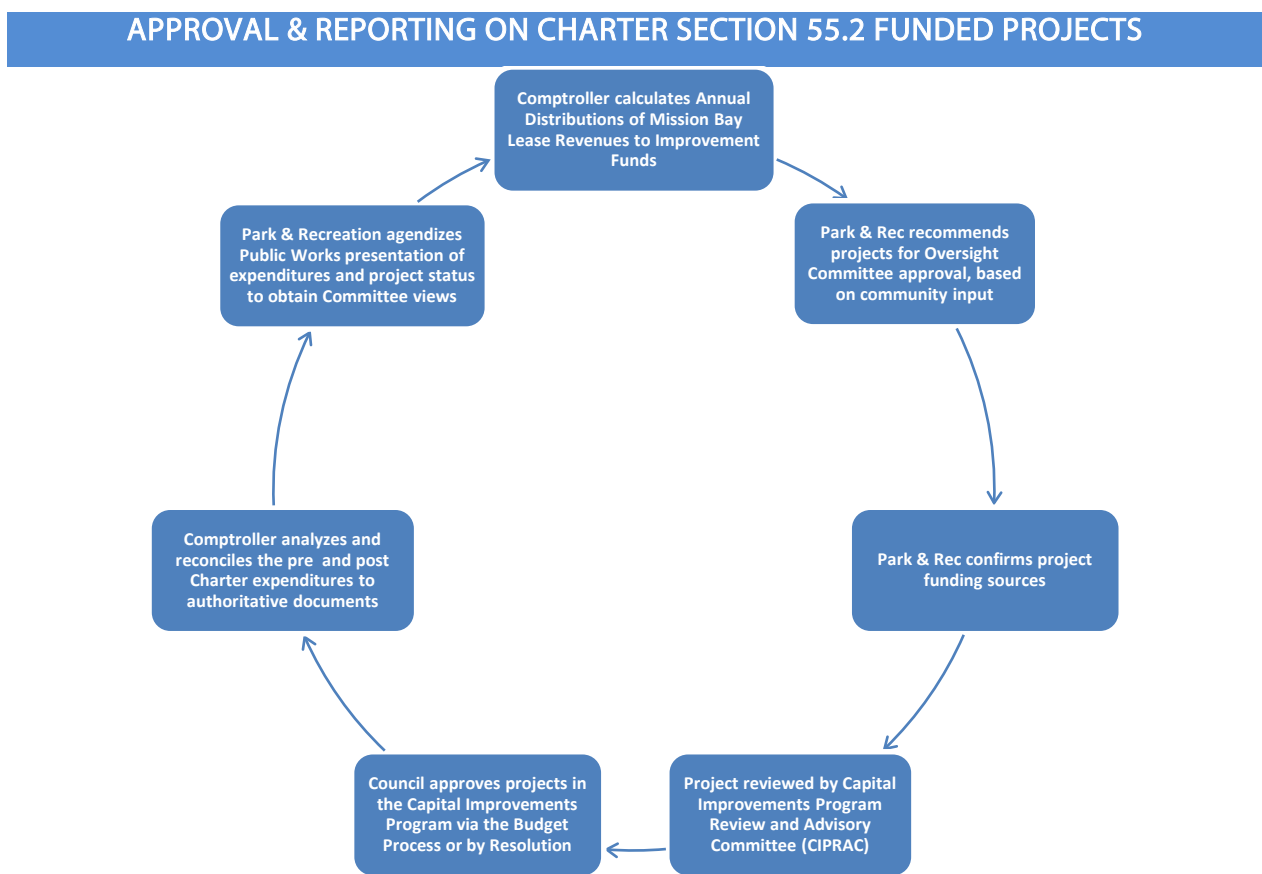 APPROVAL & REPORTING ON CHARTER SECTION 55.2 FUNDED PROJECTS
Comptroller calculates Annual
Distributions of Mission Bay
Lease Revenues to Improvement
Funds
Park & Rec recommends
projects for Oversight
Committee approval, based
on community input
Park & Rec confirms project
funding sources
Project reviewed by Capital
Improvements Program
Review and Advisory
Committee (CIPRAC)
Council approves projects in
the Capital Improvements
Program via the Budget
Process or by Resolution
Comptroller analyzes and
reconciles the pre  and post
Charter expenditures to
authoritative documents
Park & Recreation agendizes
Public Works presentation of
expenditures and project status
to obtain Committee views